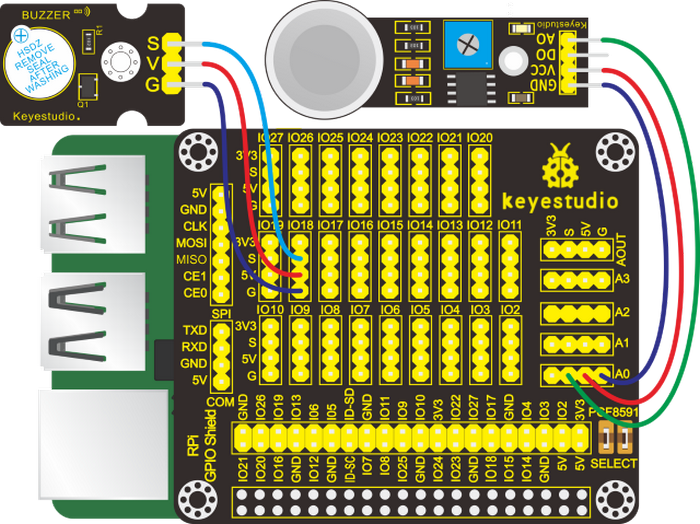 BUZZER
HSDZ
REMOVE
SEAL
AFTER
WASHING
R1
Q1
S
V
G
Keyestudio.
Keyestudio
AO
DO
VCC
GND
IO27 IO26 IO25 IO24 IO23 IO22 IO21 IO20
3V3
S
5V
G
keyestudio
5V
GND
CLK
MOSI
MISO
CE1
CE0
SPI
IO19 IO18 IO17 IO16 IO15 IO14 IO13 IO12 IO11
3V3
S
5V
G
3V3 S 5V G
AOUT
A3
A2
A1
A0
IO10 IO9 IO8 IO7 IO6 IO5 IO4 IO3 IO2
3V3
S
5V
G
TXD
RXD
GND
5V
COM
PCF8591
SELECT
RPi
GPIO Shield
GND IO26 IO19 IO13 IO6 IO5 ID-SD GND IO11 IO9 IO10 3V3 IO22 IO27 IO17 GND IO4 IO3 IO2 3V3
IO21 IO20 IO16 GND IO12 GND ID-SC IO7 IO8 IO25 GND IO24 IO23 GND IO18 IO15 IO14 GND 5V 5V